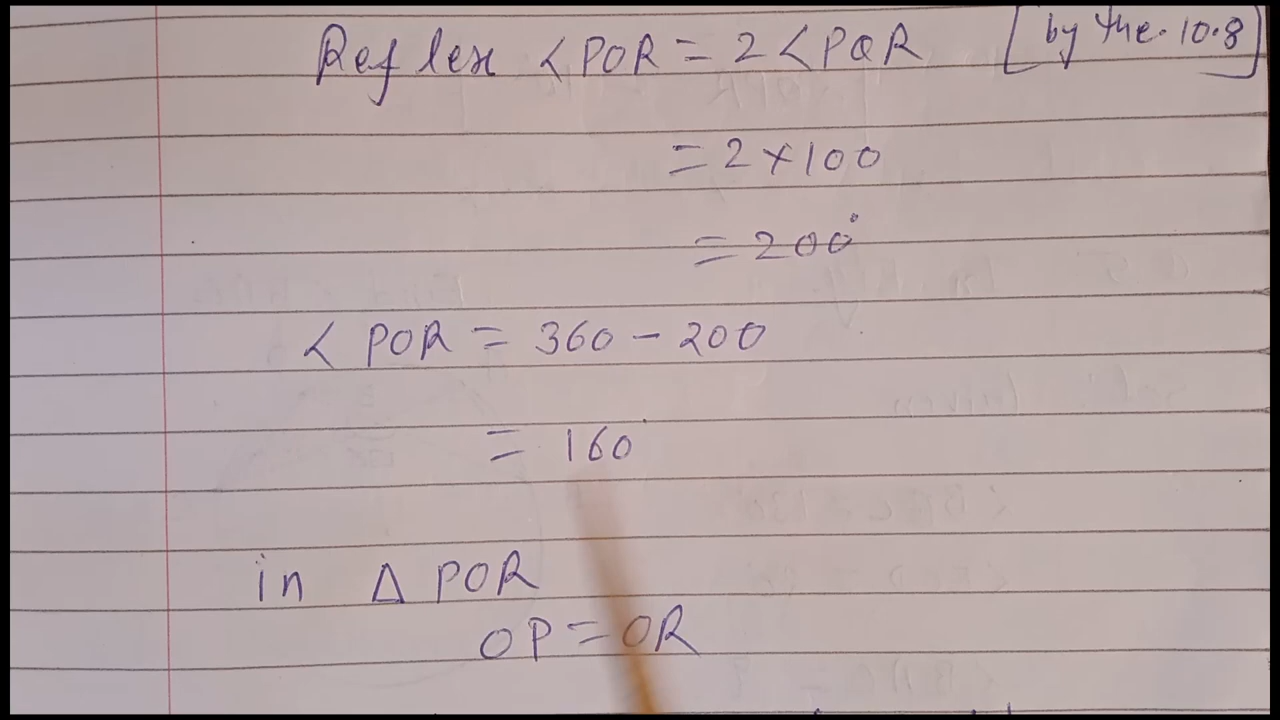 Reflex < POR = 2 < PQR [by the. 10.8]
= 2 × 100
= 200°
< POR = 360 - 200
= 160
in Δ POR
OP = OR